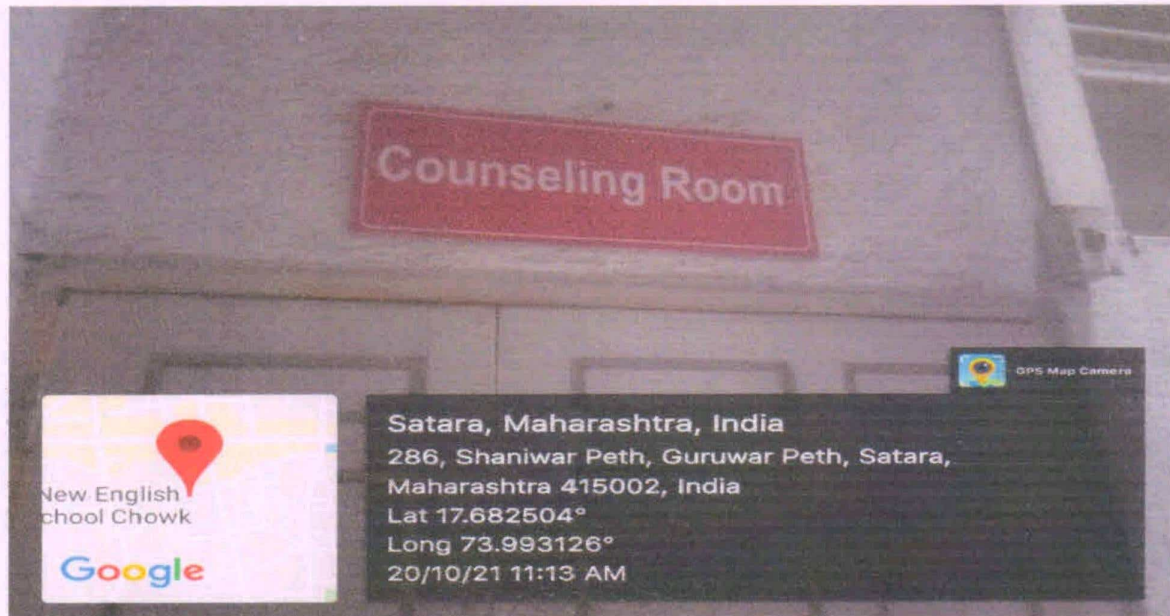 Counseling Room
GPS Map Camera
Satara, Maharashtra, India
286, Shaniwar Peth, Guruwar Peth, Satara,
Maharashtra 415002, India
Lat 17.682504°
Long 73.993126°
20/10/21 11:13 AM
New English
chool Chowk
Google